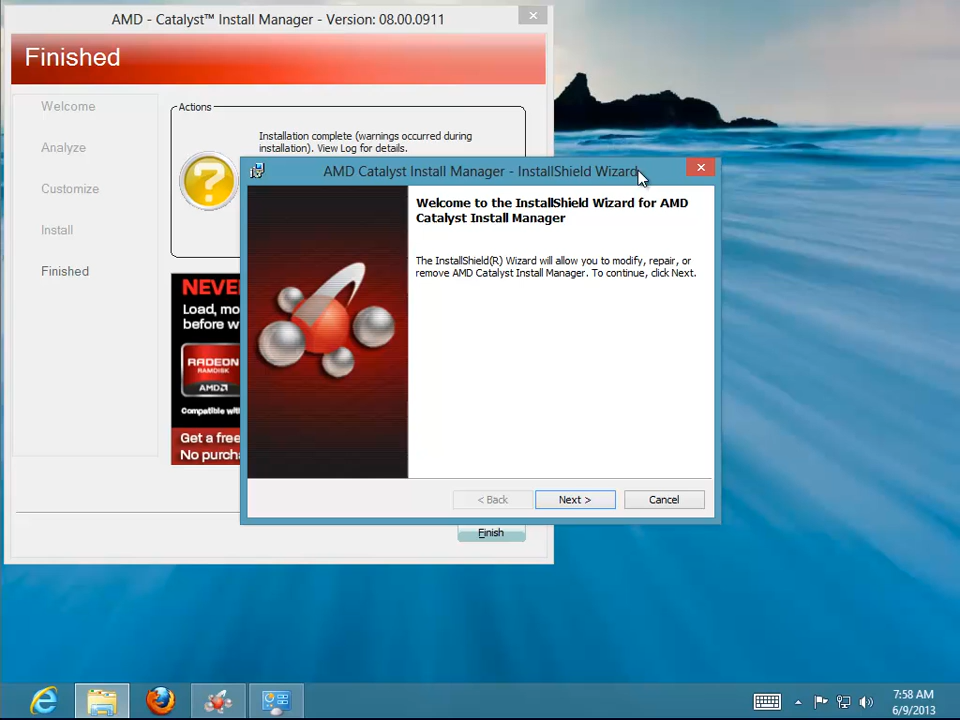 AMD - Catalyst™ Install Manager - Version: 08.00.0911
Finished
Welcome
Analyze
Customize
Install
Finished
Actions
Installation complete (warnings occurred during
installation). View Log for details.
NEVE
Load, mo
before w
RADEON
RAMDISK
AMD
Compatible wit
Get a free
No purch
Finish
AMD Catalyst Install Manager - InstallShield Wizard
Welcome to the InstallShield Wizard for AMD
Catalyst Install Manager
The InstallShield(R) Wizard will allow you to modify, repair, or
remove AMD Catalyst Install Manager. To continue, click Next.
< Back
Next >
Cancel
7:58 AM
6/9/2013